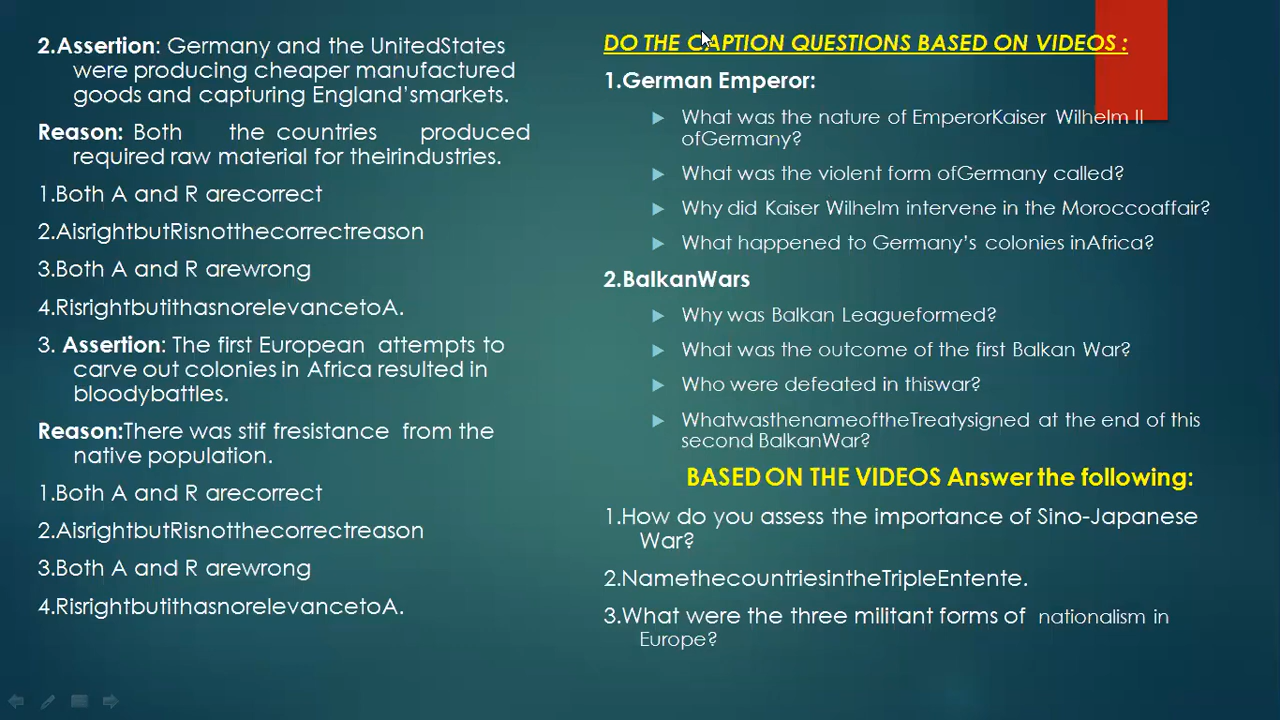 2.Assertion: Germany and the UnitedStates
were producing cheaper manufactured
goods and capturing England'smarkets.
Reason: Both the countries produced
required raw material for theirindustries.
1.Both A and R arecorrect
2.AisrightbutRisnotthecorrectreason
3.Both A and R arewrong
4.RisrightbutithasnorelevancetoA.
3. Assertion: The first European attempts to
carve out colonies in Africa resulted in
bloodybattles.
Reason:There was stif fresistance from the
native population.
1.Both A and R arecorrect
2.AisrightbutRisnotthecorrectreason
3.Both A and R arewrong
4.RisrightbutithasnorelevancetoA.
DO THE CAPTION QUESTIONS BASED ON VIDEOS :
1.German Emperor:
What was the nature of EmperorKaiser Wilhelm II
ofGermany?
What was the violent form ofGermany called?
Why did Kaiser Wilhelm intervene in the Moroccoaffair?
What happened to Germany's colonies inAfrica?
2.BalkanWars
Why was Balkan Leagueformed?
What was the outcome of the first Balkan War?
Who were defeated in thiswar?
WhatwasthenameoftheTreatysigned at the end of this
second BalkanWar?
BASED ON THE VIDEOS Answer the following:
1.How do you assess the importance of Sino-Japanese
War?
2.NamethecountriesintheTripleEntente.
3.What were the three militant forms of nationalism in
Europe?